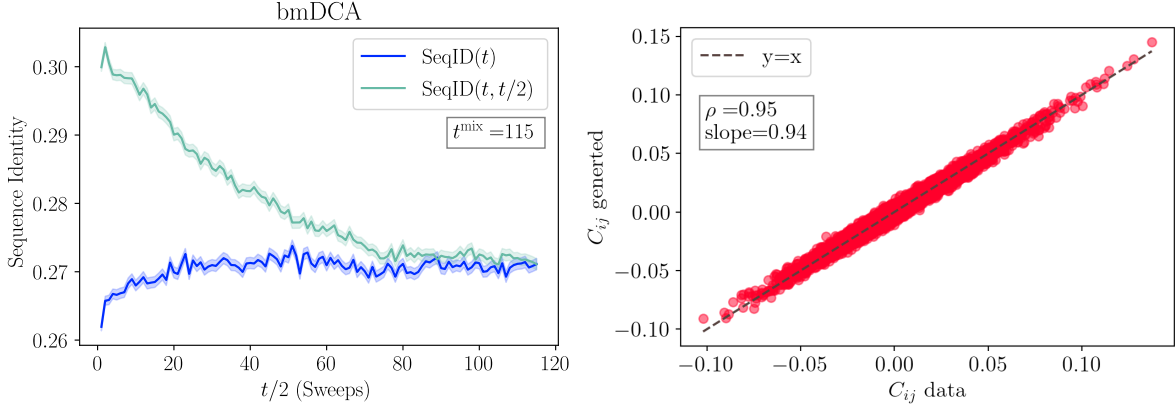 bmDCA
SeqID(t)
SeqID(t, t/2)
t^mix =115
0.30
0.29
0.28
0.27
0.26
Sequence Identity
0 20 40 60 80 100 120
t/2 (Sweeps)
y=x
ρ =0.95
slope=0.94
0.15
0.10
0.05
0.00
−0.05
−0.10
C_ij generted
−0.10 −0.05 0.00 0.05 0.10
C_ij data